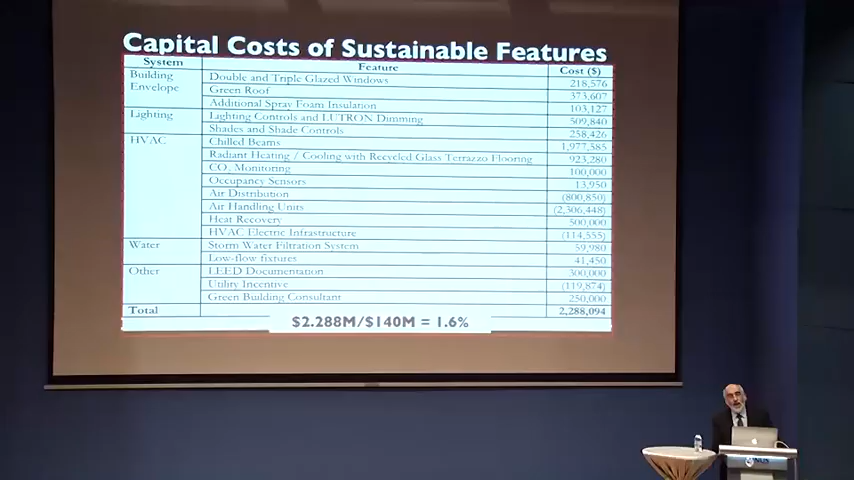 Capital Costs of Sustainable Features
System Feature Cost ($)
Building Envelope Double and Triple Glazed Windows 218,576
Green Roof 373,607
Additional Spray Foam Insulation 103,127
Lighting Lighting Controls and LUTRON Dimming 509,840
Shades and Shade Controls 258,426
HVAC Chilled Beams 1,977,585
Radiant Heating / Cooling with Recycled Glass Terrazzo Flooring 923,280
CO₂ Monitoring 100,000
Occupancy Sensors 13,950
Air Distribution (800,850)
Air Handling Units (2,306,448)
Heat Recovery 500,000
HVAC Electric Infrastructure (114,555)
Water Storm Water Filtration System 59,980
Low-flow fixtures 41,450
Other LEED Documentation 300,000
Utility Incentive (119,874)
Green Building Consultant 250,000
Total 2,288,094
$2.288M/$140M = 1.6%
NUS